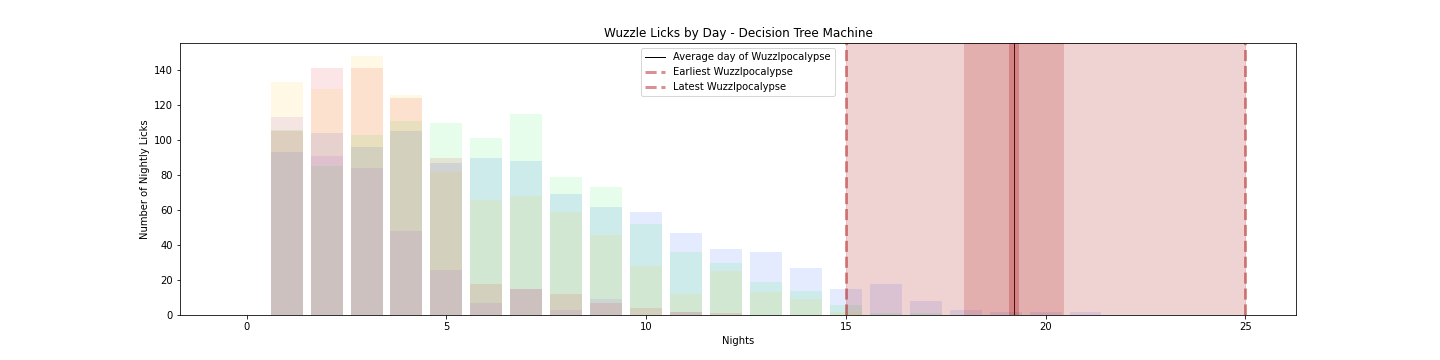 Wuzzle Licks by Day - Decision Tree Machine
Average day of Wuzzlpocalypse
Earliest Wuzzlpocalypse
Latest Wuzzlpocalypse
Number of Nightly Licks
140
120
100
80
60
40
20
0
0 5 10 15 20 25
Nights